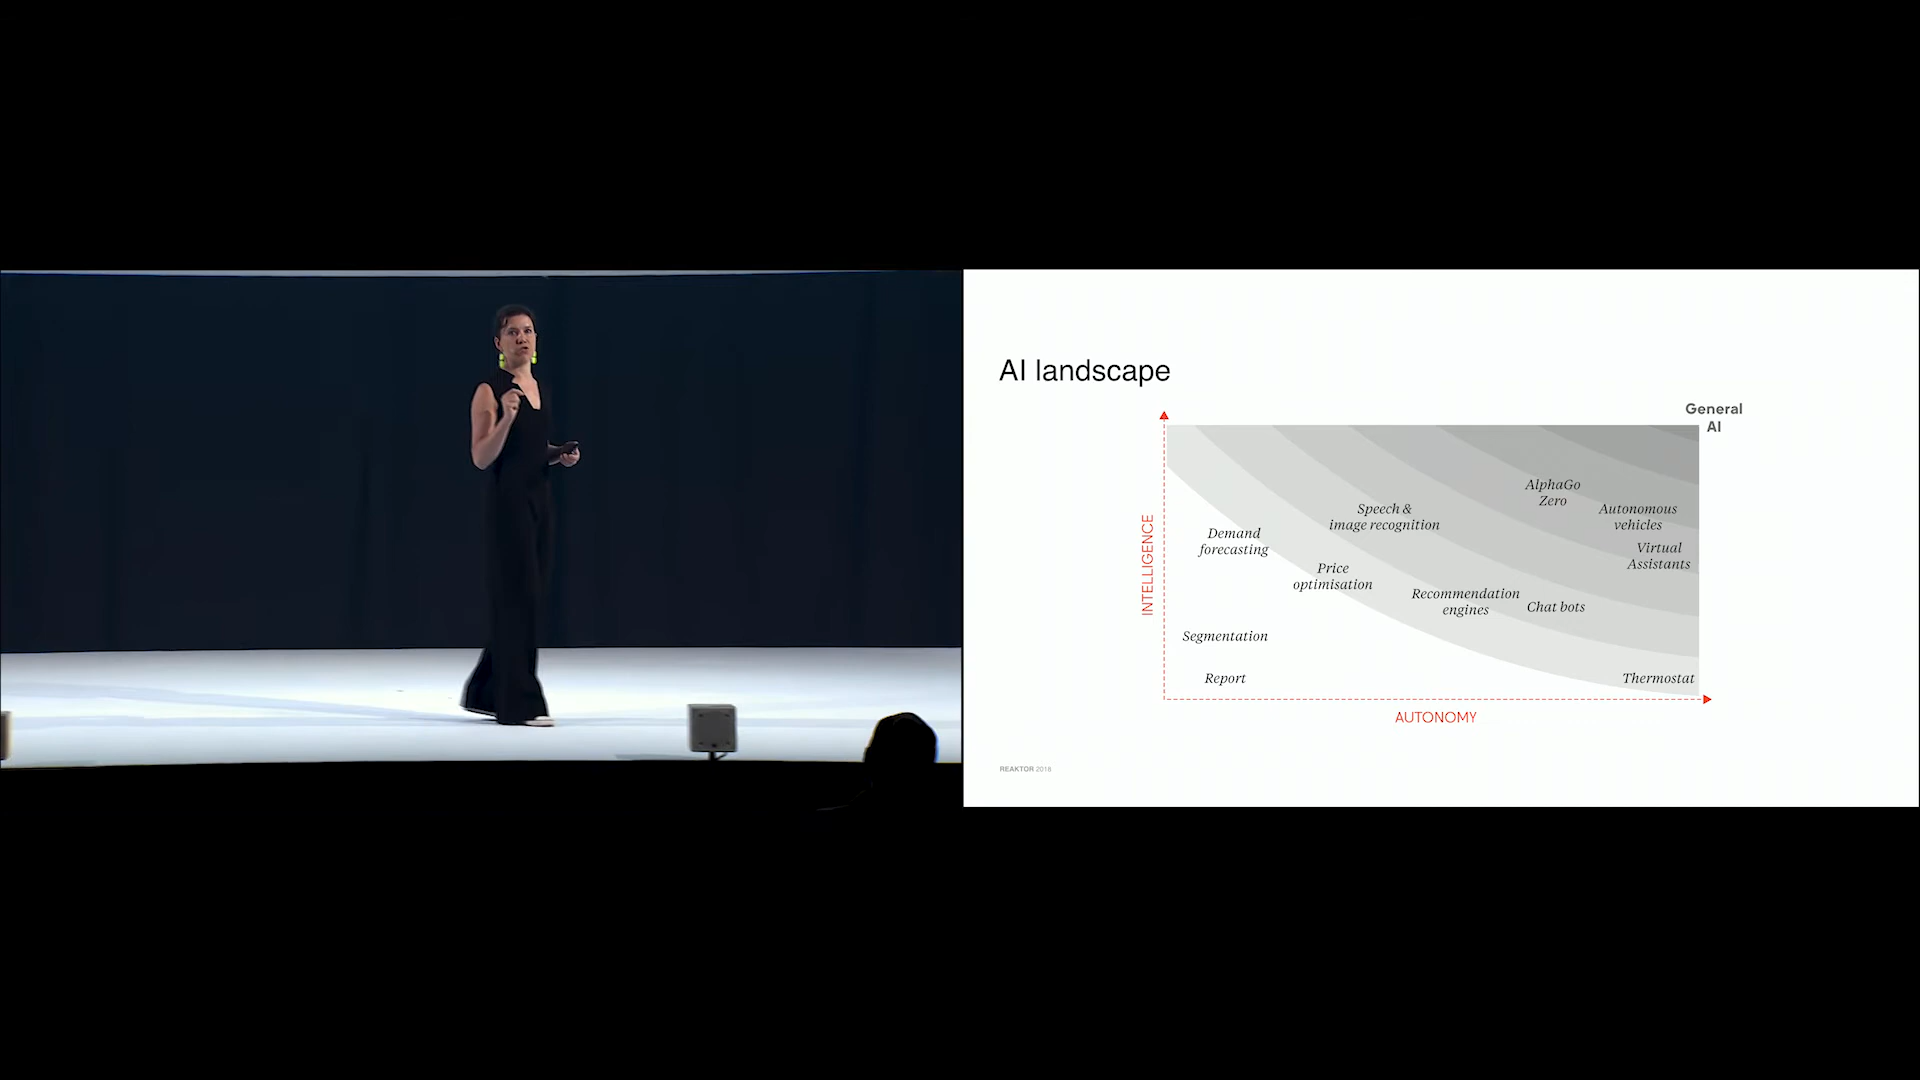 AI landscape
General
AI
AlphaGo
Zero
Speech &
image recognition
Autonomous
vehicles
Demand
forecasting
Virtual
Assistants
Price
optimisation
Recommendation
engines
Chat bots
Segmentation
Report
Thermostat
INTELLIGENCE
AUTONOMY
REAKTOR 2018